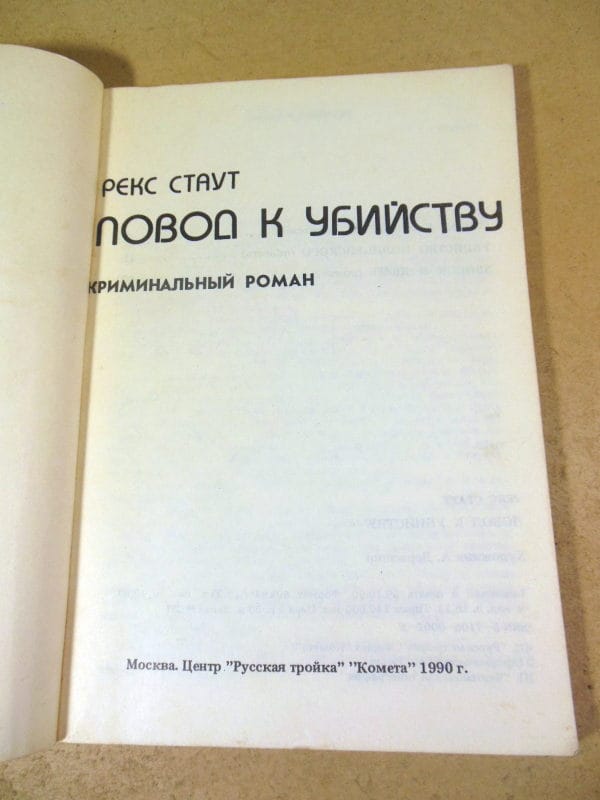 РЕКС СТАУТ
ПОВОД К УБИЙСТВУ
КРИМИНАЛЬНЫЙ РОМАН
Москва. Центр "Русская тройка" "Комета" 1990 г.